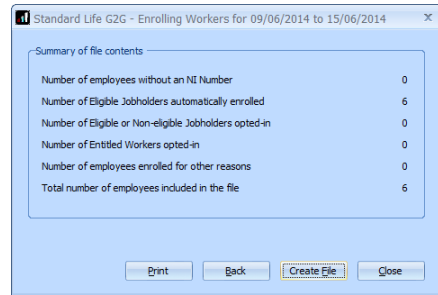 Standard Life G2G - Enrolling Workers for 09/06/2014 to 15/06/2014 x
Summary of file contents
Number of employees without an NI Number 0
Number of Eligible Jobholders automatically enrolled 6
Number of Eligible or Non-eligible Jobholders opted-in 0
Number of Entitled Workers opted-in 0
Number of employees enrolled for other reasons 0
Total number of employees included in the file 6
Print Back Create File Close